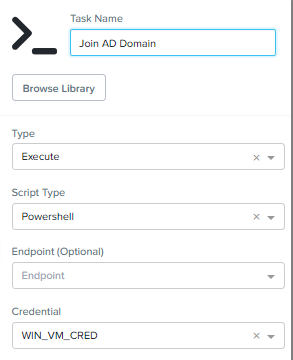 Task Name
Join AD Domain
Browse Library
Type
Execute
Script Type
Powershell
Endpoint (Optional)
Endpoint
Credential
WIN_VM_CRED